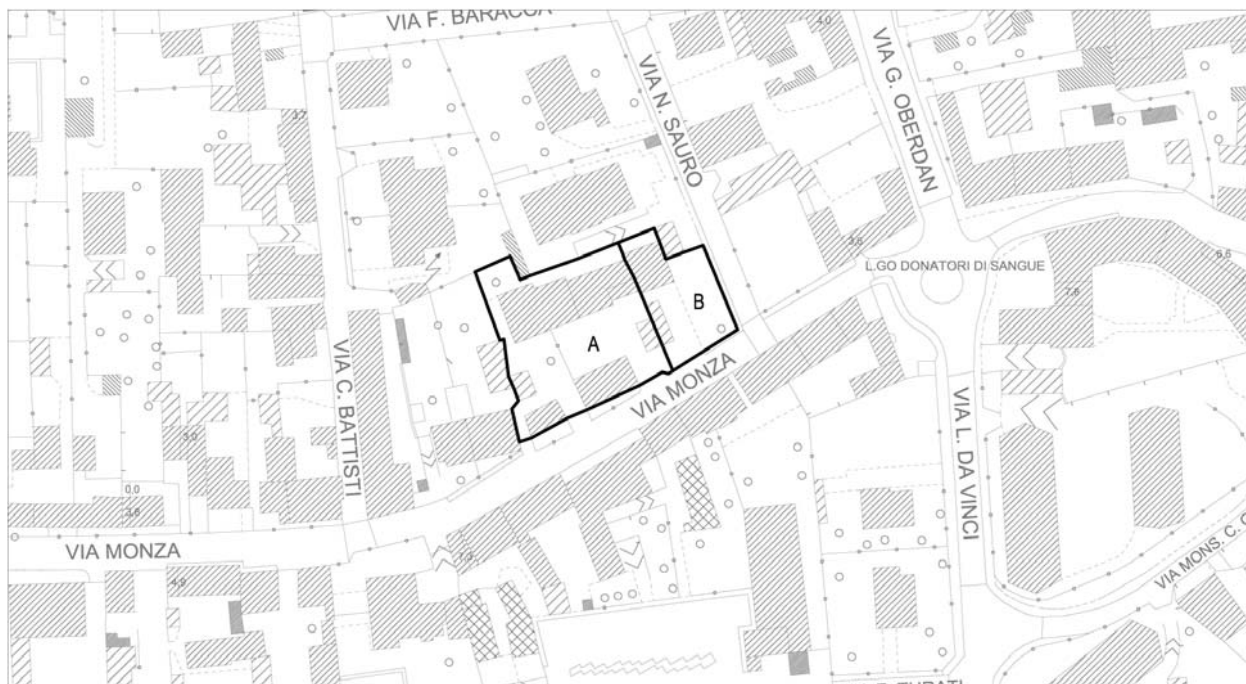 VIA F. BARACCA
4,0
3,7
VIA N. SAURO
VIA G. OBERDAN
3,5
6,6
L.GO DONATORI DI SANGUE
7,8
B
A
VIA MONZA
VIA C. BATTISTI
3,0
VIA L. DA VINCI
0,0
3,8
VIA MONZA
7,3
4,9
VIA MONS. C.